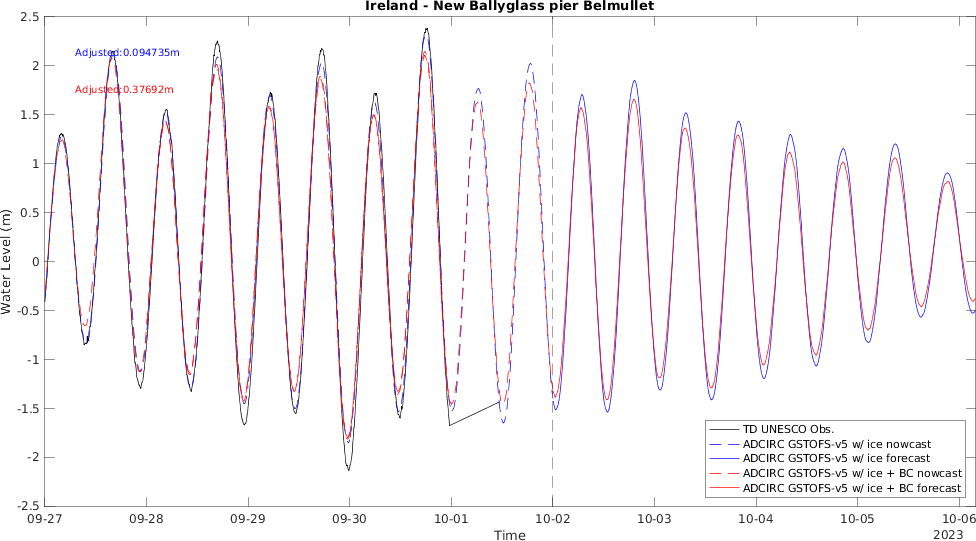 Ireland - New Ballyglass pier Belmullet
2.5
2
1.5
1
0.5
0
-0.5
-1
-1.5
-2
-2.5
Water Level (m)
Adjusted:0.094735m
Adjusted:0.37692m
TD UNESCO Obs.
ADCIRC GSTOFS-v5 w/ ice nowcast
ADCIRC GSTOFS-v5 w/ ice forecast
ADCIRC GSTOFS-v5 w/ ice + BC nowcast
ADCIRC GSTOFS-v5 w/ ice + BC forecast
09-27 09-28 09-29 09-30 10-01 10-02 10-03 10-04 10-05 10-06
Time
2023